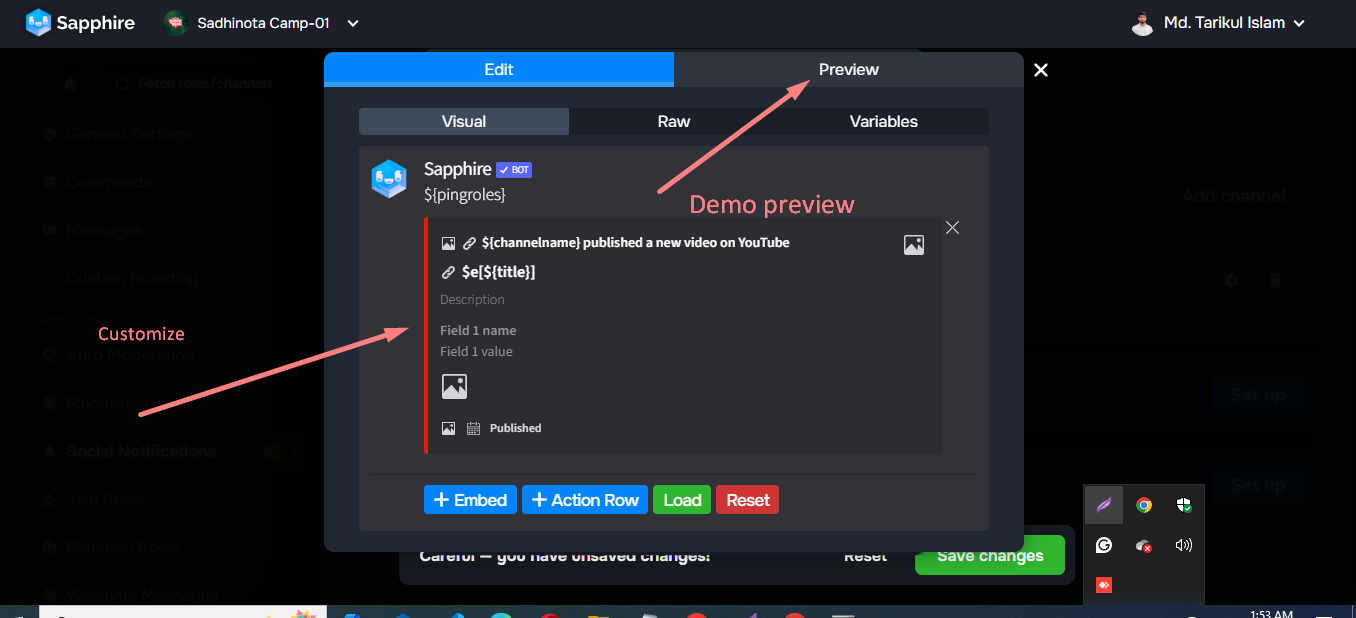 Sapphire
Sadhinota Camp-01
Md. Tarikul Islam
Edit
Preview
Fetch roles/channels
General Settings
Visual
Raw
Variables
Commands
Sapphire
BOT
${pingroles}
Demo preview
Add channel
Messages
${channelname} published a new video on YouTube
$e[${title}]
Custom Branding
Description
Customize
Field 1 name
Field 1 value
Auto Moderation
Moderation
Set up
Published
Social Notifications
Set up
Join Roles
+ Embed
+ Action Row
Load
Reset
Reaction Roles
Careful — you have unsaved changes!
Reset
Save changes
Welcome Messages
1:53 AM